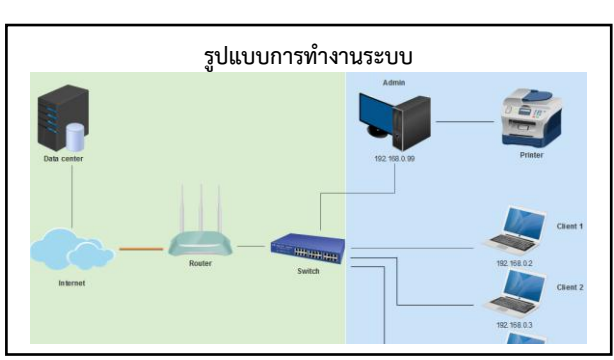 รูปแบบการทำงานระบบ
Admin
Data center
192.168.0.99
Printer
Client 1
Router
Switch
192.168.0.2
Internet
Client 2
192.168.0.3